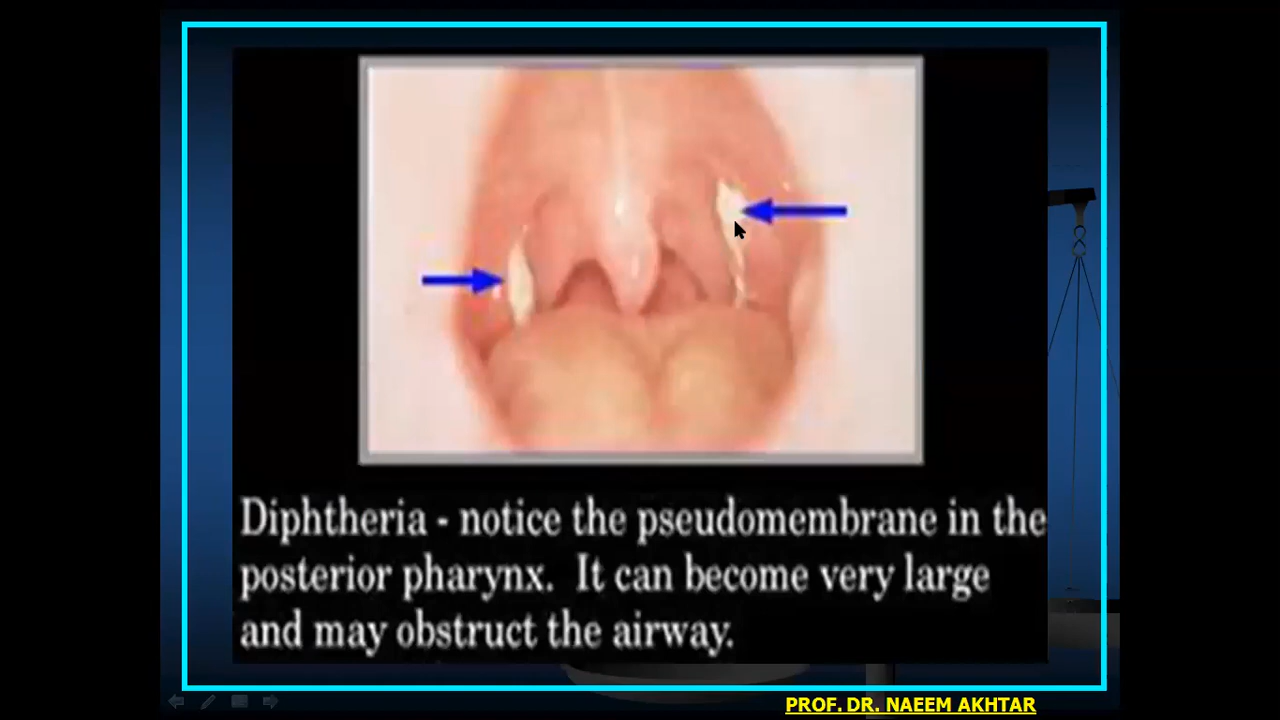 Diphtheria - notice the pseudomembrane in the
posterior pharynx.  It can become very large
and may obstruct the airway.
PROF. DR. NAEEM AKHTAR